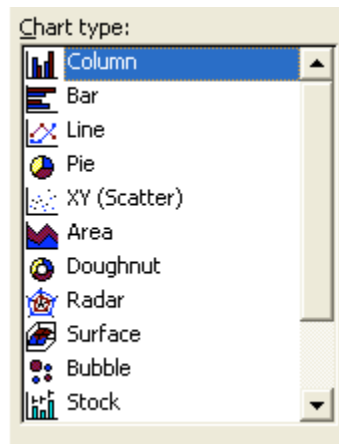 Chart type:
Column
Bar
Line
Pie
XY (Scatter)
Area
Doughnut
Radar
Surface
Bubble
Stock